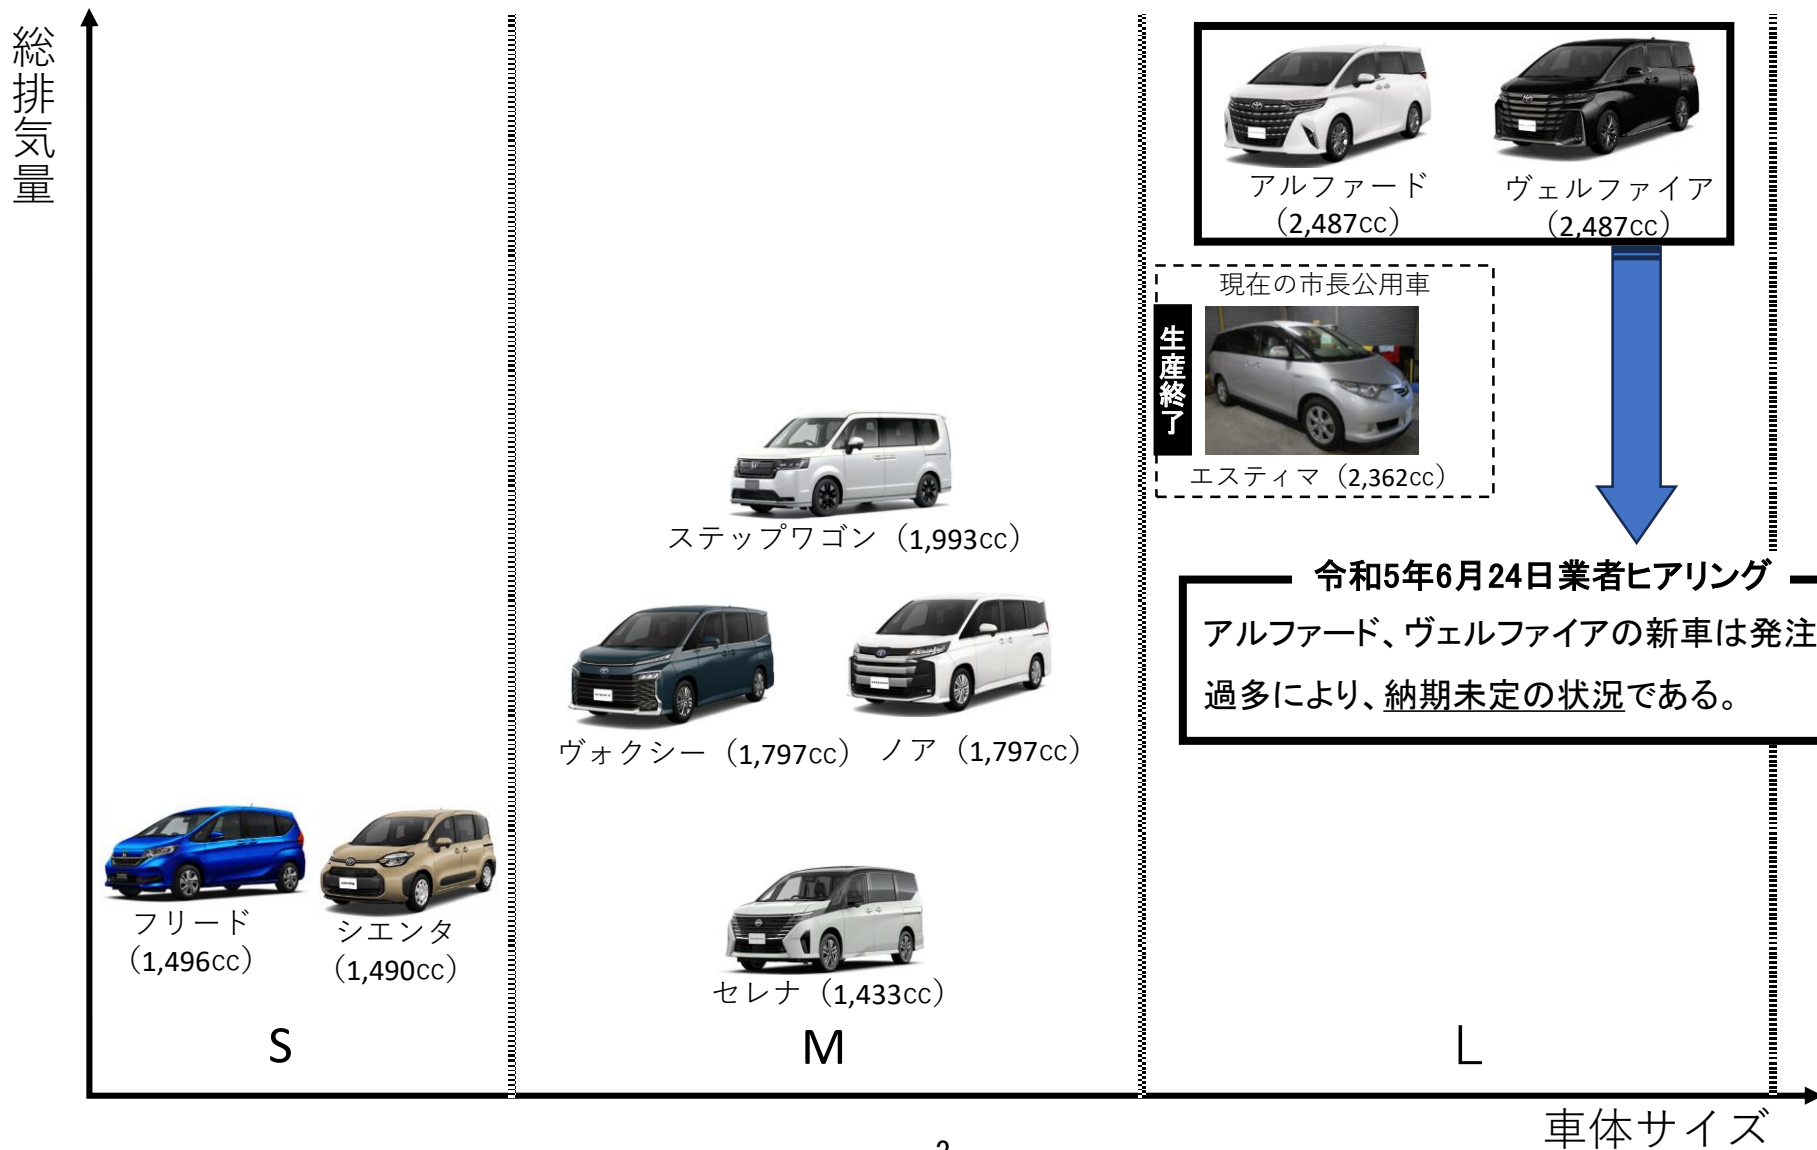 総排気量
アルファード
（2,487cc）
ヴェルファイア
（2,487cc）
現在の市長公用車
生産終了
エスティマ（2,362cc）
ステップワゴン（1,993cc）
令和5年6月24日業者ヒアリング
アルファード、ヴェルファイアの新車は発注
過多により、納期未定の状況である。
ヴォクシー（1,797cc）
ノア（1,797cc）
フリード
（1,496cc）
シエンタ
（1,490cc）
セレナ（1,433cc）
S
M
L
車体サイズ